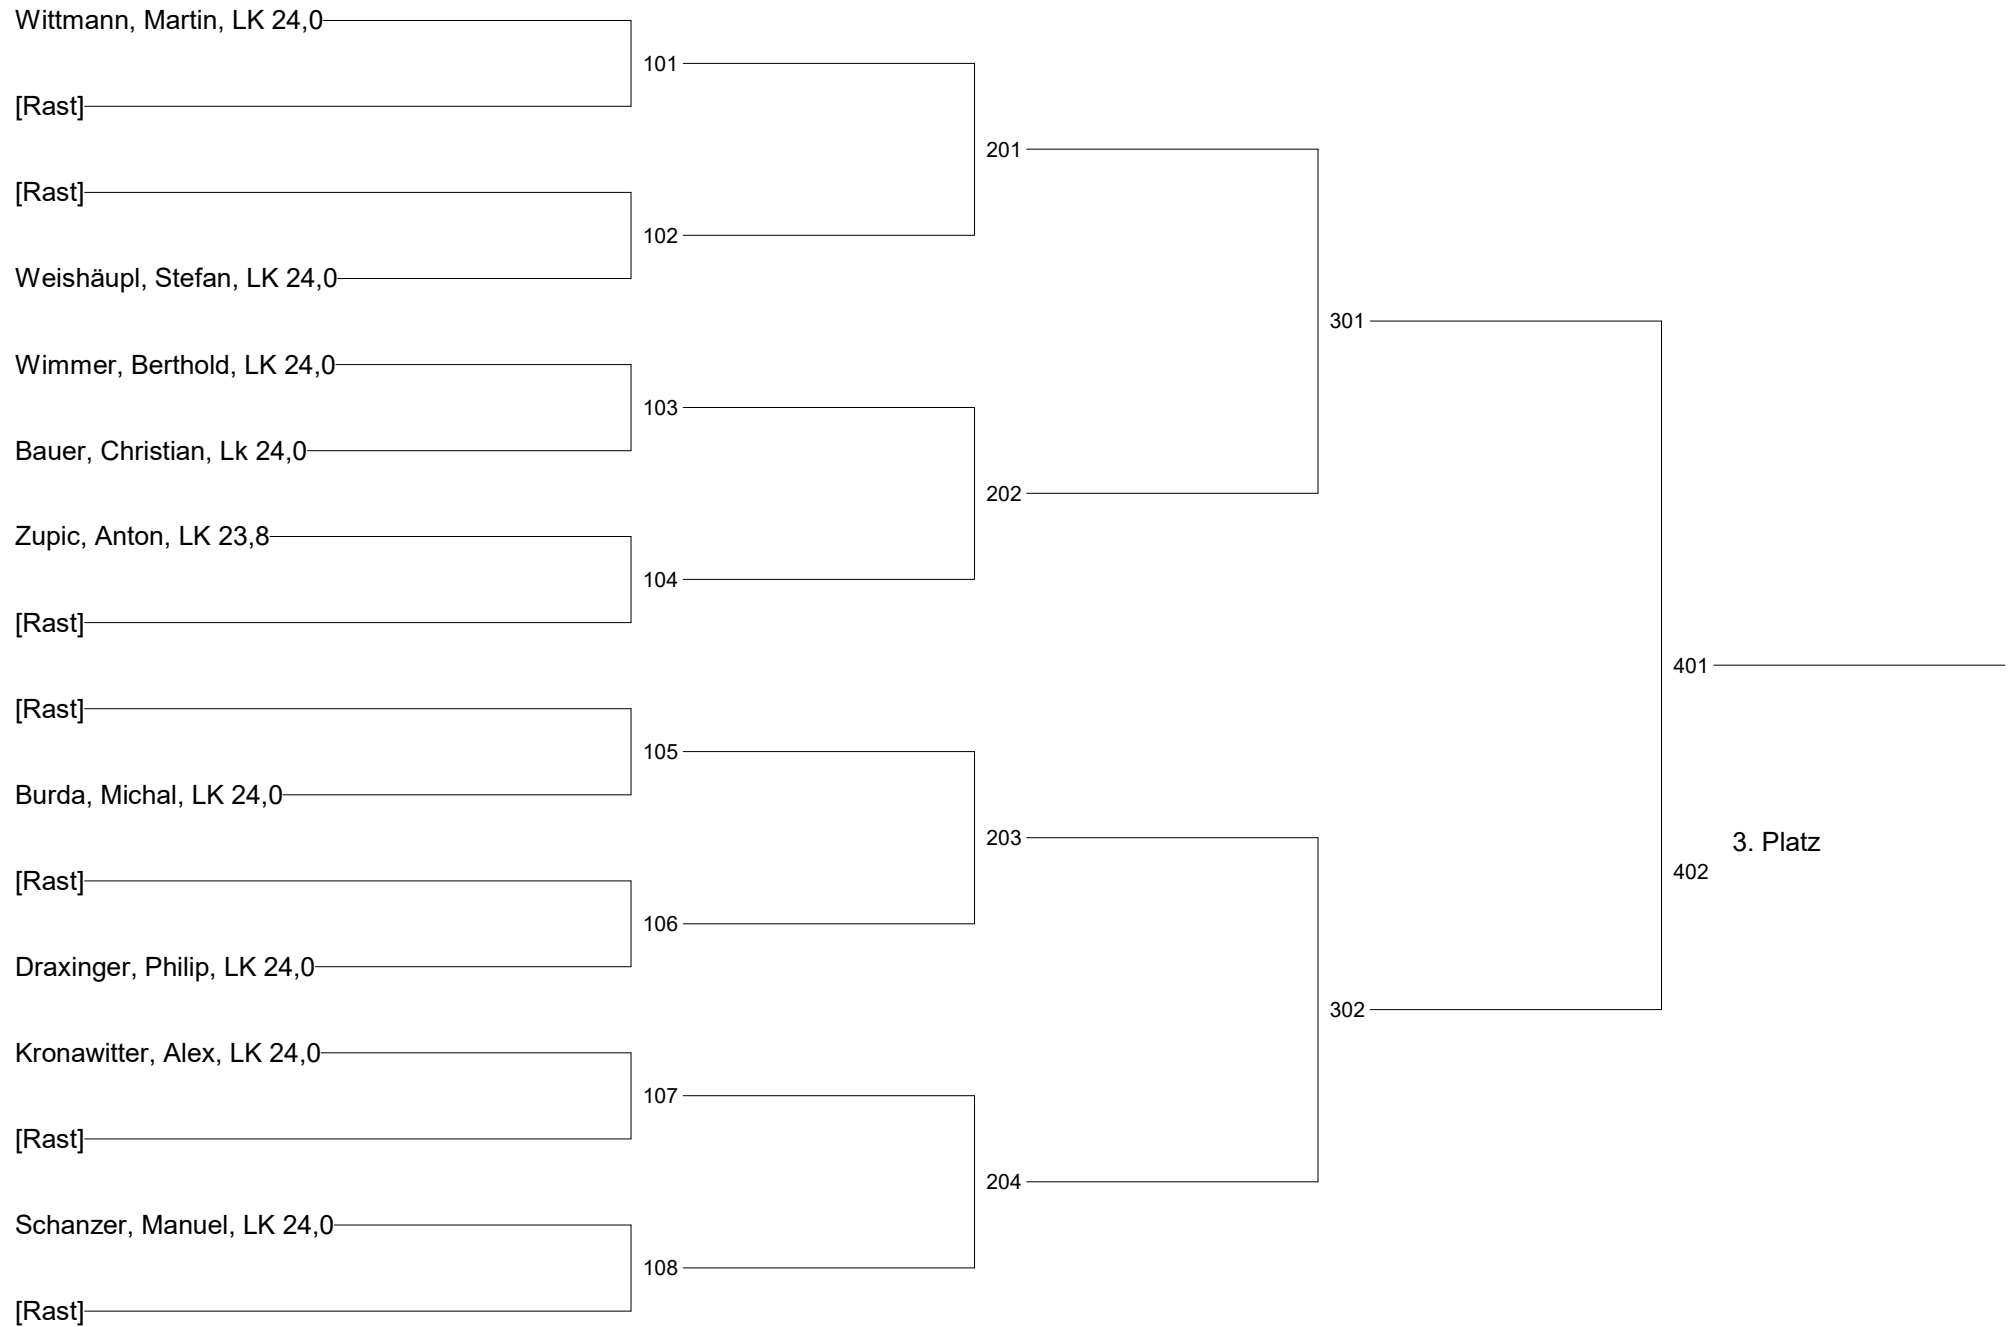 Wittmann, Martin, LK 24,0
101
[Rast]
201
[Rast]
102
Weishäupl, Stefan, LK 24,0
301
Wimmer, Berthold, LK 24,0
103
Bauer, Christian, Lk 24,0
202
Zupic, Anton, LK 23,8
104
[Rast]
401
[Rast]
105
Burda, Michal, LK 24,0
203
3. Platz
402
[Rast]
106
Draxinger, Philip, LK 24,0
302
Kronawitter, Alex, LK 24,0
107
[Rast]
204
Schanzer, Manuel, LK 24,0
108
[Rast]